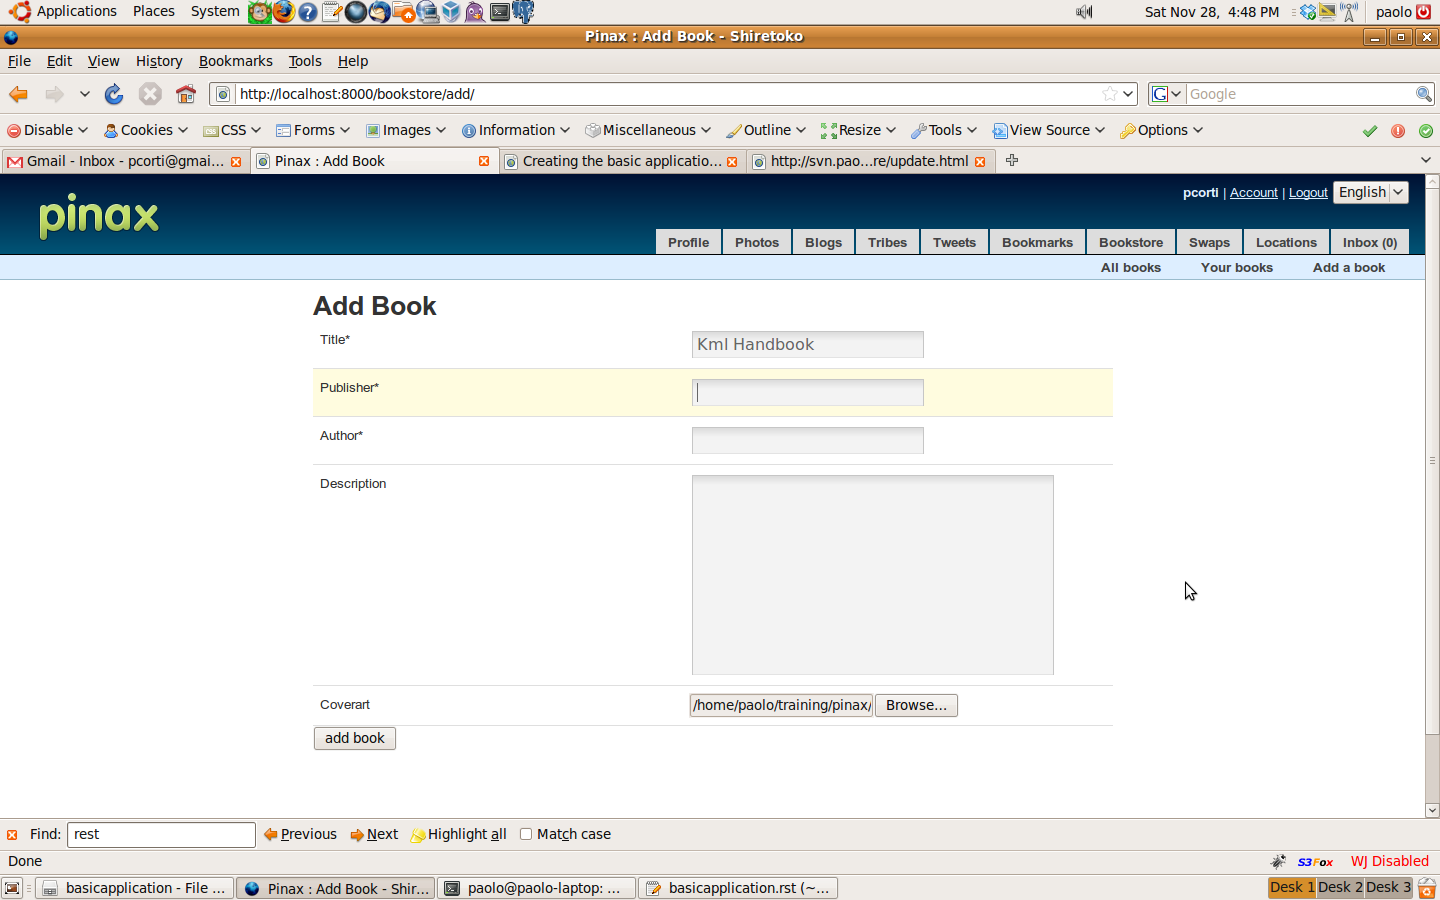 Applications Places System Sat Nov 28, 4:48 PM paolo
Pinax : Add Book - Shiretoko
File Edit View History Bookmarks Tools Help
http://localhost:8000/bookstore/add/ G Google
Disable Cookies CSS Forms Images Information Miscellaneous Outline Resize Tools View Source Options
Gmail - Inbox - pcorti@gmai... Pinax : Add Book Creating the basic applicatio... http://svn.pao...re/update.html
pinax
pcorti | Account | Logout English
Profile Photos Blogs Tribes Tweets Bookmarks Bookstore Swaps Locations Inbox (0)
All books Your books Add a book
Add Book
Title* Kml Handbook
Publisher*
Author*
Description
Coverart /home/paolo/training/pinax/ Browse...
add book
Find: rest Previous Next Highlight all Match case
Done S3Fox WJ Disabled
basicapplication - File ... Pinax : Add Book - Shir... paolo@paolo-laptop: ... basicapplication.rst (~... Desk 1 Desk 2 Desk 3